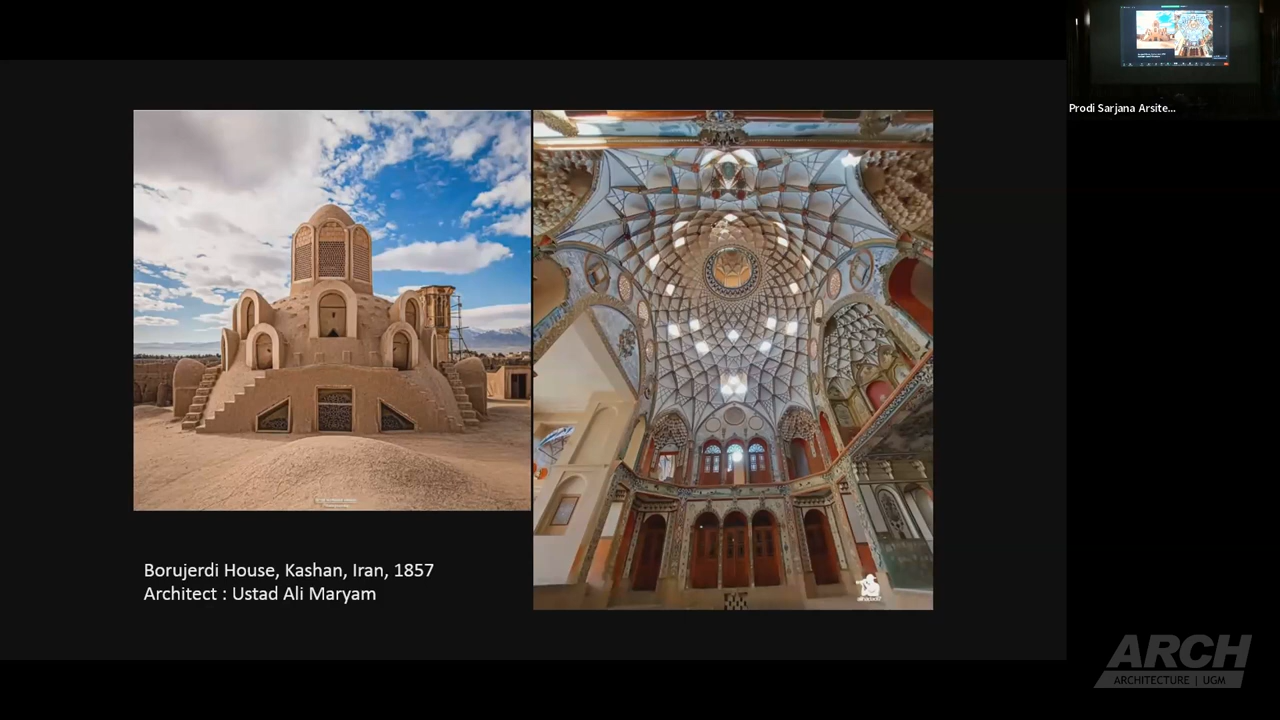 Prodi Sarjana Arsite...
Borujerdi House, Kashan, Iran, 1857
Architect : Ustad Ali Maryam
ARCH
ARCHITECTURE | UGM